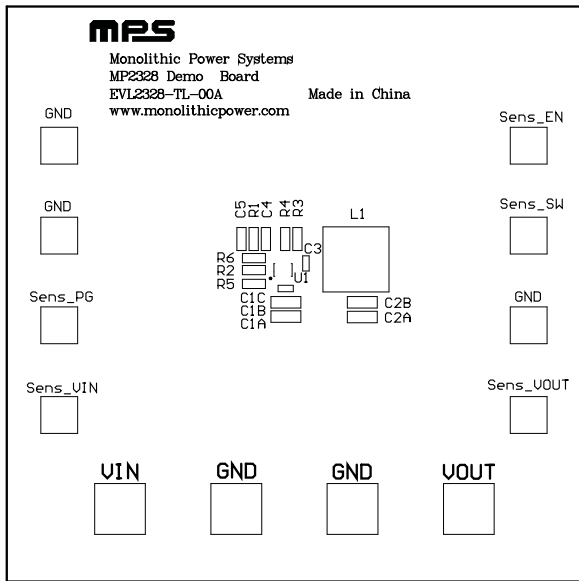 MPS
Monolithic Power Systems
MP2328 Demo Board
EVL2328-TL-00A Made in China
www.monolithicpower.com
GND
Sens_EN
GND
Sens_SW
C5
R1
C4
R4
R3
L1
C3
R6
R2
R5
U1
C1C
C1B
C1A
C2B
C2A
Sens_PG
GND
Sens_VIN
Sens_VOUT
VIN GND GND VOUT